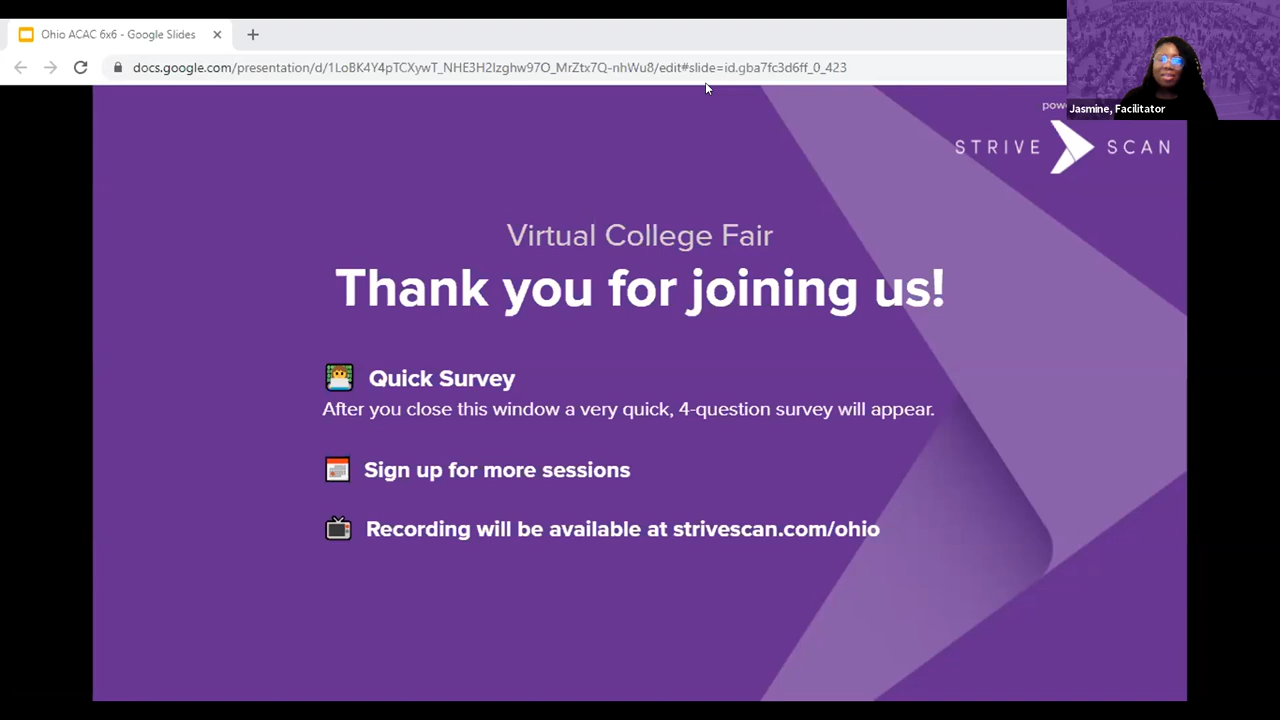 Ohio ACAC 6x6 - Google Slides
docs.google.com/presentation/d/1LoBK4Y4pTCXywT_NHE3H2Izghw97O_MrZtx7Q-nhWu8/edit#slide=id.gba7fc3d6ff_0_423
Jasmine, Facilitator
STRIVE SCAN
Virtual College Fair
Thank you for joining us!
Quick Survey
After you close this window a very quick, 4-question survey will appear.
Sign up for more sessions
Recording will be available at strivescan.com/ohio